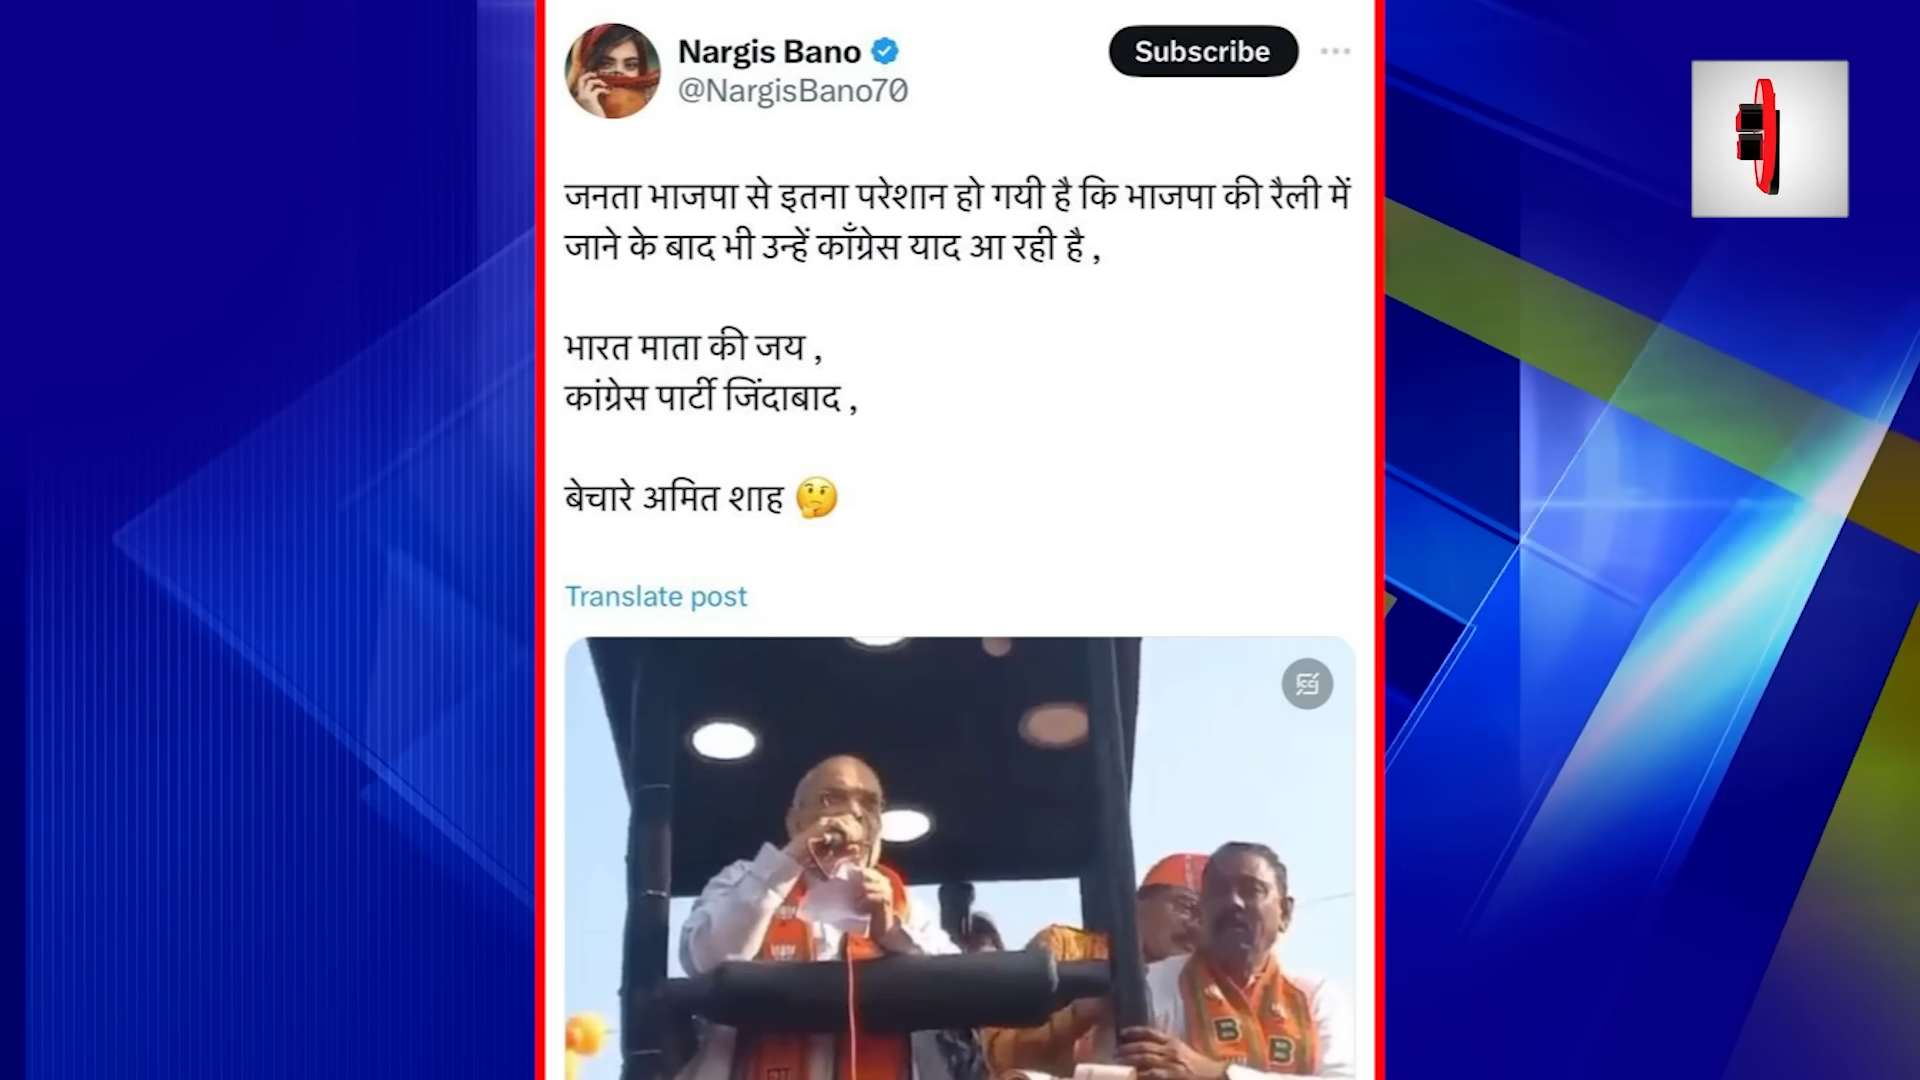 Nargis Bano
@NargisBano70
Subscribe
जनता भाजपा से इतना परेशान हो गयी है कि भाजपा की रैली में
जाने के बाद भी उन्हें काँग्रेस याद आ रही है ,
भारत माता की जय ,
कांग्रेस पार्टी जिंदाबाद ,
बेचारे अमित शाह 🤔
Translate post
B
B